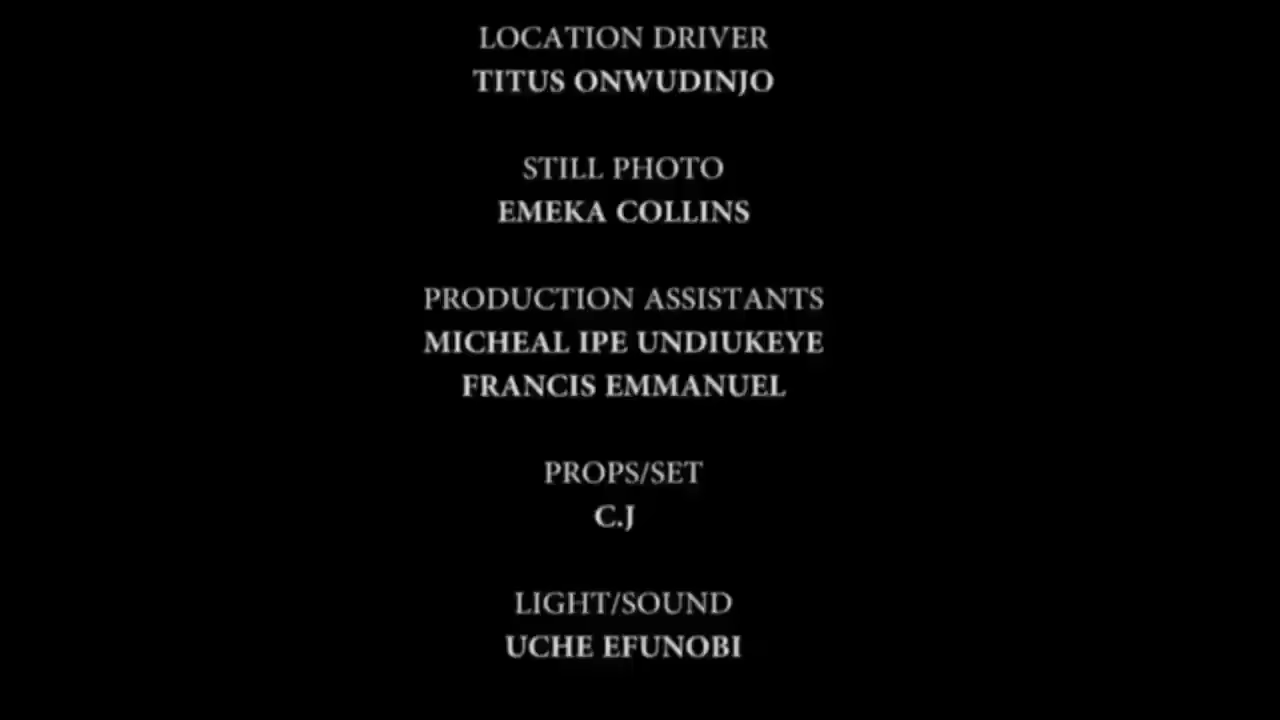 LOCATION DRIVER
TITUS ONWUDINJO
STILL PHOTO
EMEKA COLLINS
PRODUCTION ASSISTANTS
MICHEAL IPE UNDIUKEYE
FRANCIS EMMANUEL
PROPS/SET
C.J
LIGHT/SOUND
UCHE EFUNOBI